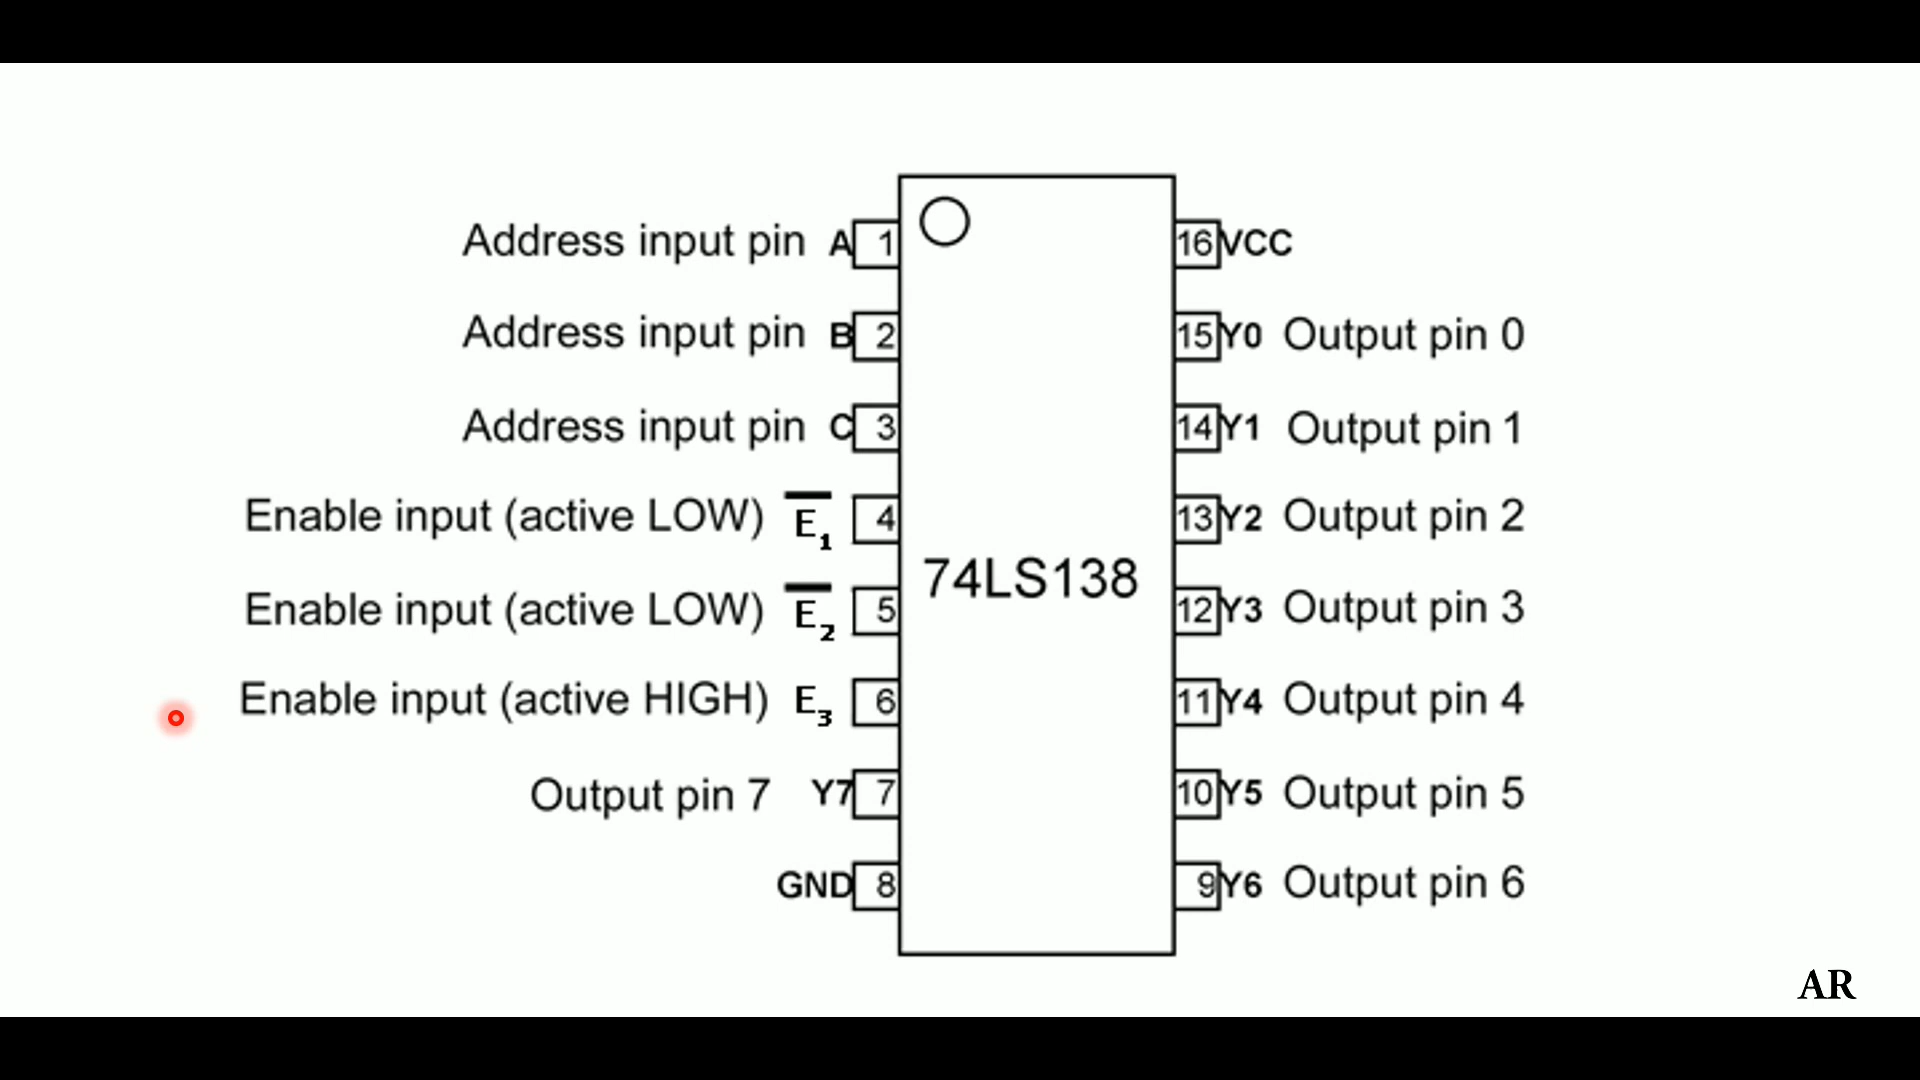 Address input pin A 1 16 VCC
Address input pin B 2 15 Y0 Output pin 0
Address input pin C 3 14 Y1 Output pin 1
Enable input (active LOW) E̅₁ 4 13 Y2 Output pin 2
74LS138
Enable input (active LOW) E̅₂ 5 12 Y3 Output pin 3
Enable input (active HIGH) E₃ 6 11 Y4 Output pin 4
Output pin 7 Y7 7 10 Y5 Output pin 5
GND 8 9 Y6 Output pin 6
AR